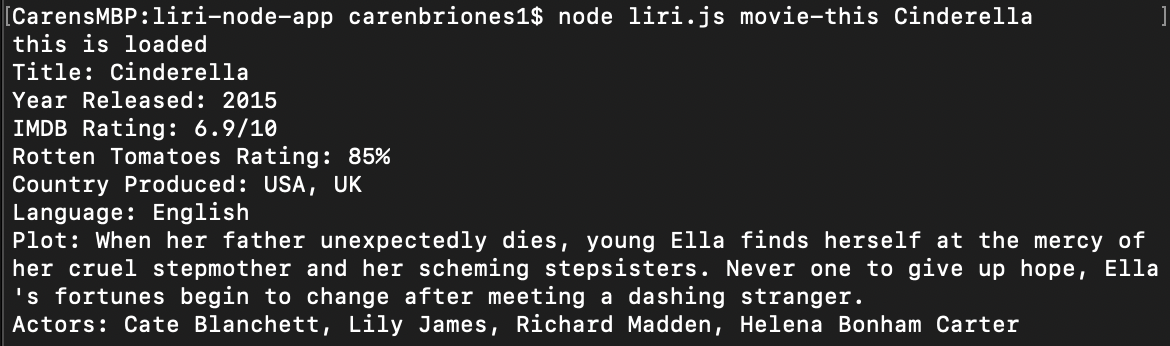 [CarensMBP:liri-node-app carenbriones1$ node liri.js movie-this Cinderella ]
this is loaded
Title: Cinderella
Year Released: 2015
IMDB Rating: 6.9/10
Rotten Tomatoes Rating: 85%
Country Produced: USA, UK
Language: English
Plot: When her father unexpectedly dies, young Ella finds herself at the mercy of
her cruel stepmother and her scheming stepsisters. Never one to give up hope, Ella
's fortunes begin to change after meeting a dashing stranger.
Actors: Cate Blanchett, Lily James, Richard Madden, Helena Bonham Carter